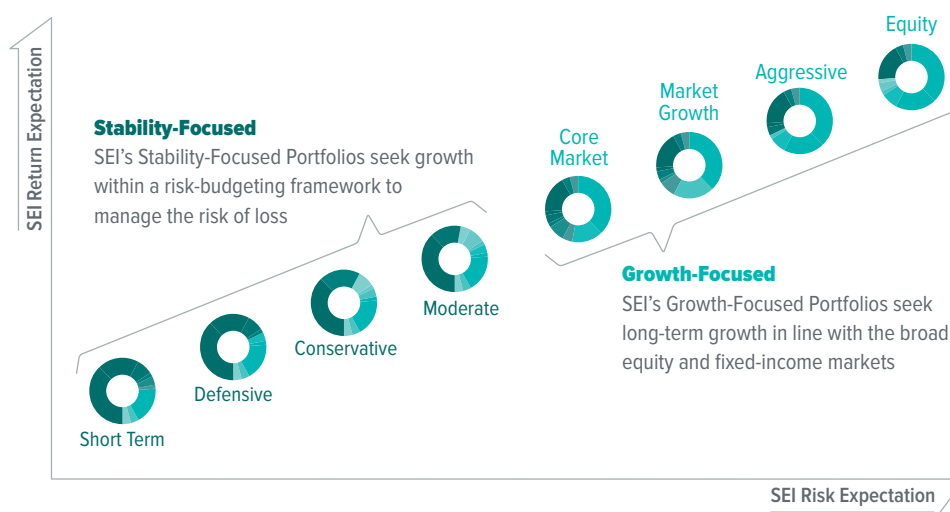 SEI Return Expectation
Stability-Focused
SEI's Stability-Focused Portfolios seek growth
within a risk-budgeting framework to
manage the risk of loss
Short Term
Defensive
Conservative
Moderate
Core
Market
Market
Growth
Aggressive
Equity
Growth-Focused
SEI's Growth-Focused Portfolios seek
long-term growth in line with the broad
equity and fixed-income markets
SEI Risk Expectation